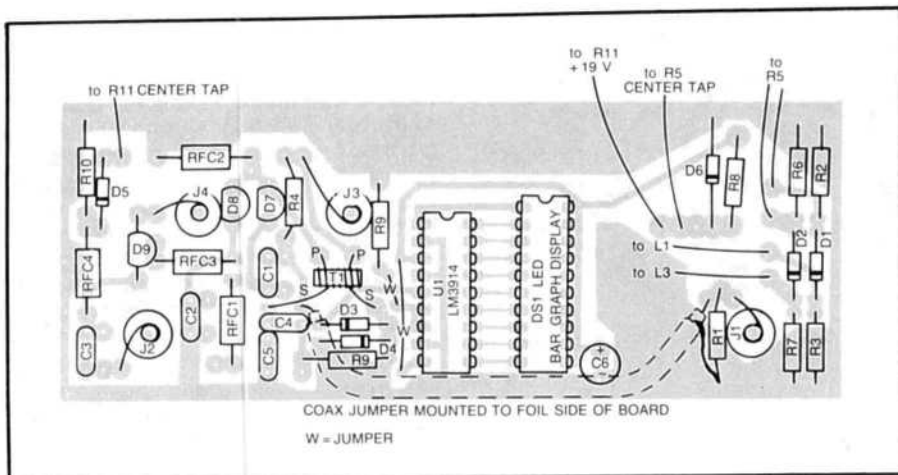 to R11
+19 V
to R5
CENTER TAP
to
R5
to R11 CENTER TAP
R10
D5
RFC2
J4
D8
D7
R4
J3
R9
D6
R8
R6
R2
D9
RFC4
RFC3
C1
P
P
T1
S
S
W
W
U1
LM3914
DS1 LED
BAR GRAPH DISPLAY
to L1
to L3
D2
D1
C3
J2
C2
RFC1
C4
C5
D3
D4
R9
+
C6
R1
J1
R7
R3
COAX JUMPER MOUNTED TO FOIL SIDE OF BOARD
W = JUMPER